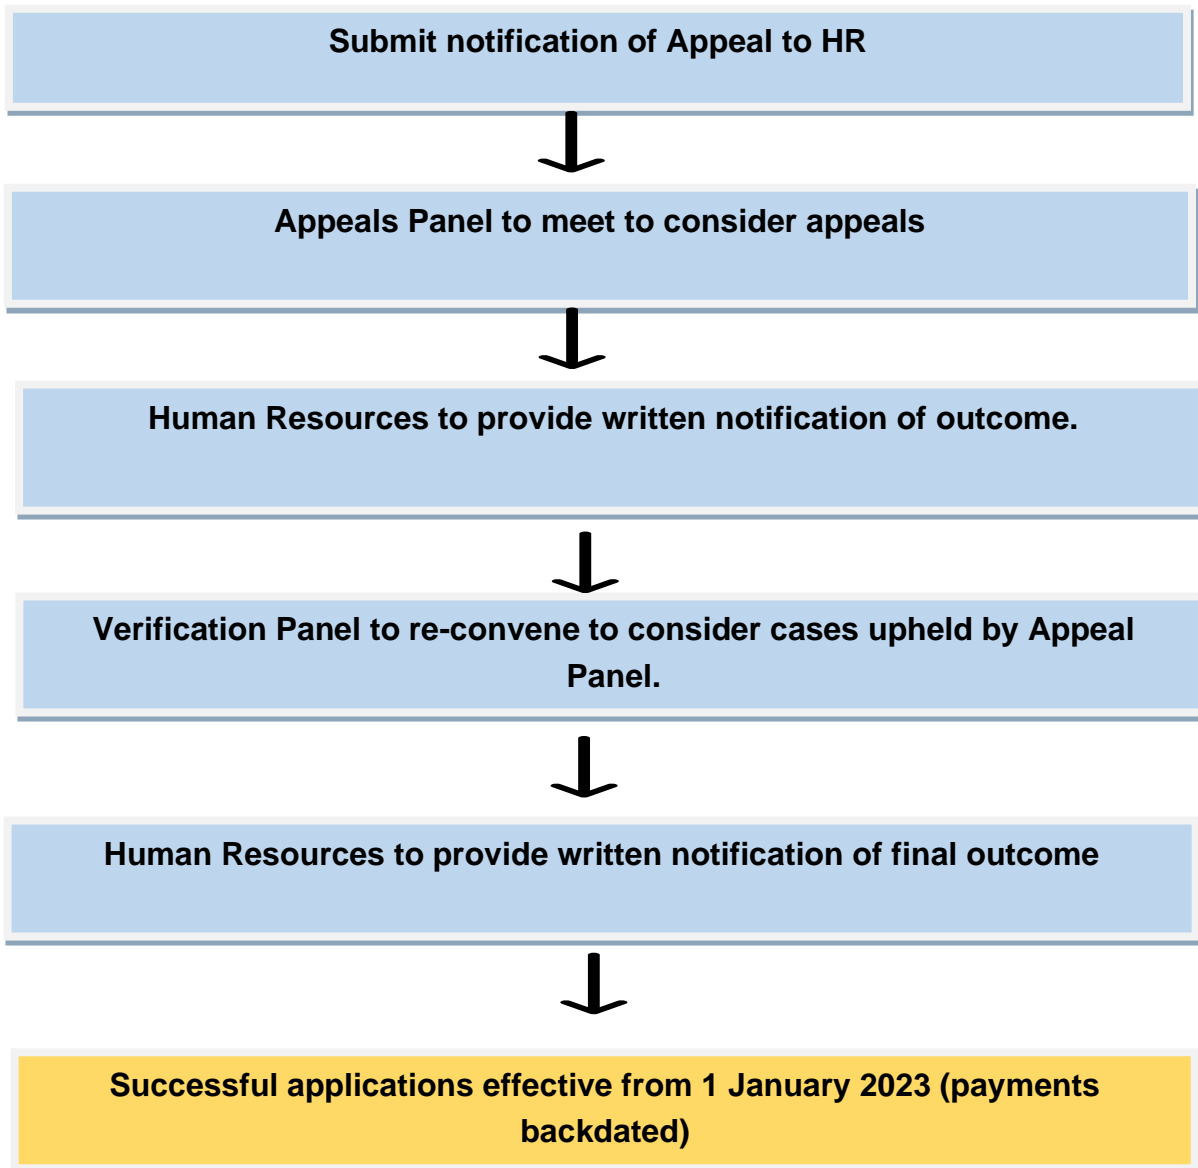 Submit notification of Appeal to HR
Appeals Panel to meet to consider appeals
Human Resources to provide written notification of outcome.
Verification Panel to re-convene to consider cases upheld by Appeal
Panel.
Human Resources to provide written notification of final outcome
Successful applications effective from 1 January 2023 (payments
backdated)